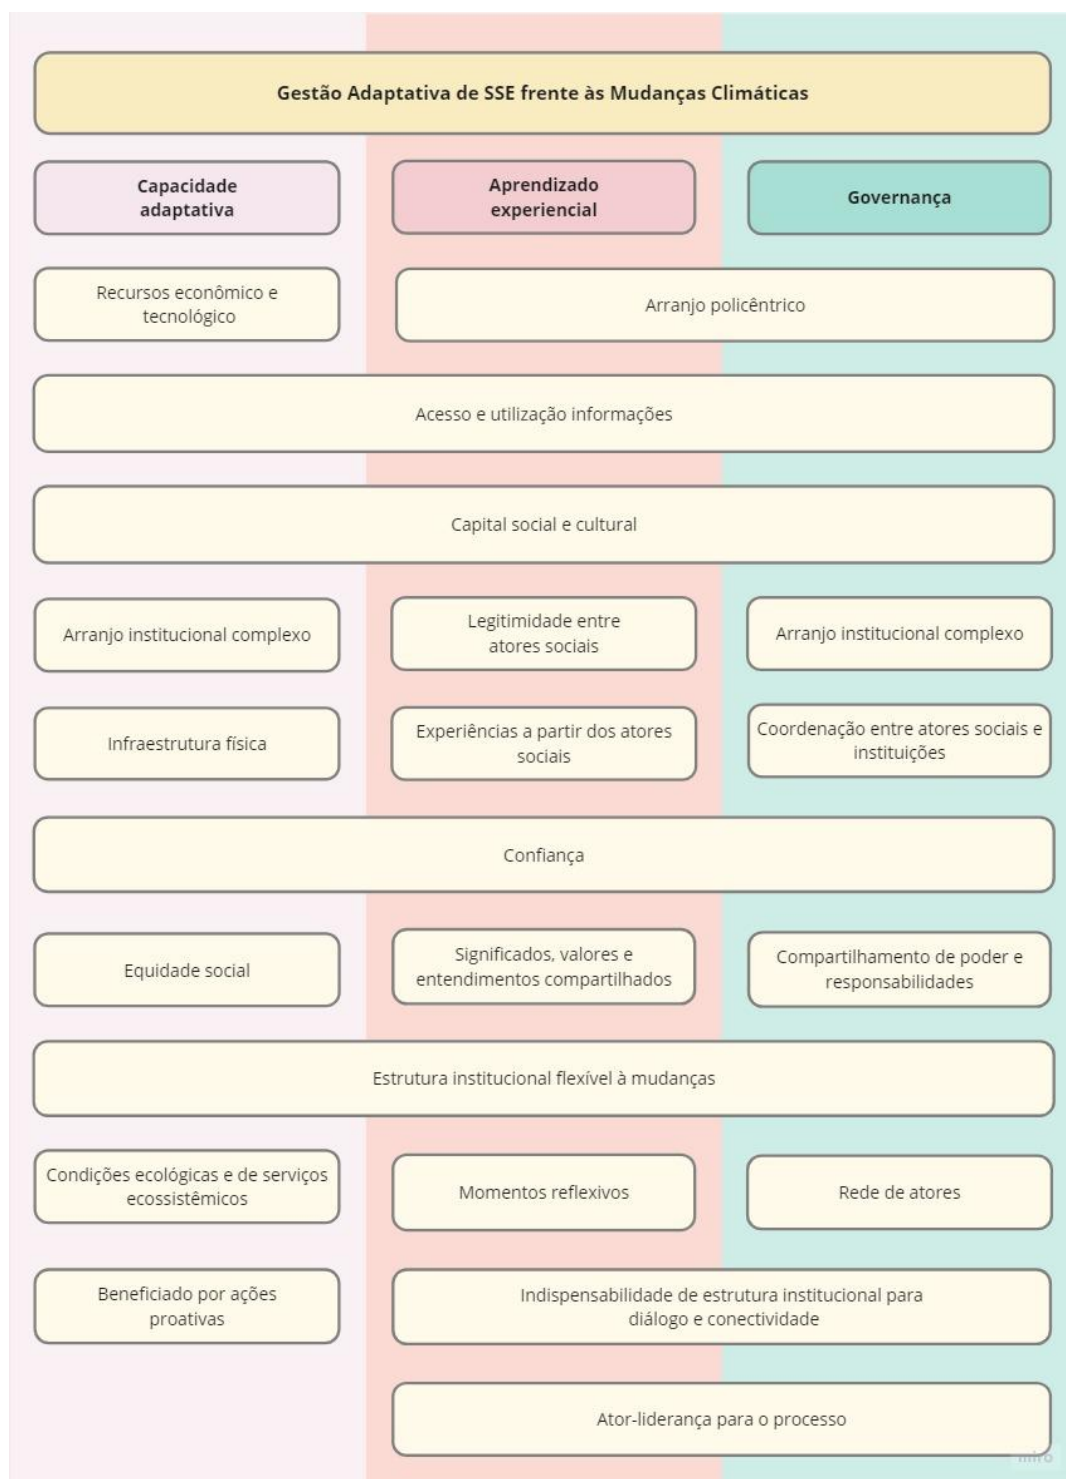 Gestão Adaptativa de SSE frente às Mudanças Climáticas
Capacidade
adaptativa
Aprendizado
experiencial
Governança
Recursos econômico e
tecnológico
Arranjo policêntrico
Acesso e utilização informações
Capital social e cultural
Arranjo institucional complexo
Legitimidade entre
atores sociais
Arranjo institucional complexo
Infraestrutura física
Experiências a partir dos atores
sociais
Coordenação entre atores sociais e
instituições
Confiança
Equidade social
Significados, valores e
entendimentos compartilhados
Compartilhamento de poder e
responsabilidades
Estrutura institucional flexível à mudanças
Condições ecológicas e de serviços
ecossistêmicos
Momentos reflexivos
Rede de atores
Beneficiado por ações
proativas
Indispensabilidade de estrutura institucional para
diálogo e conectividade
Ator-liderança para o processo
miro